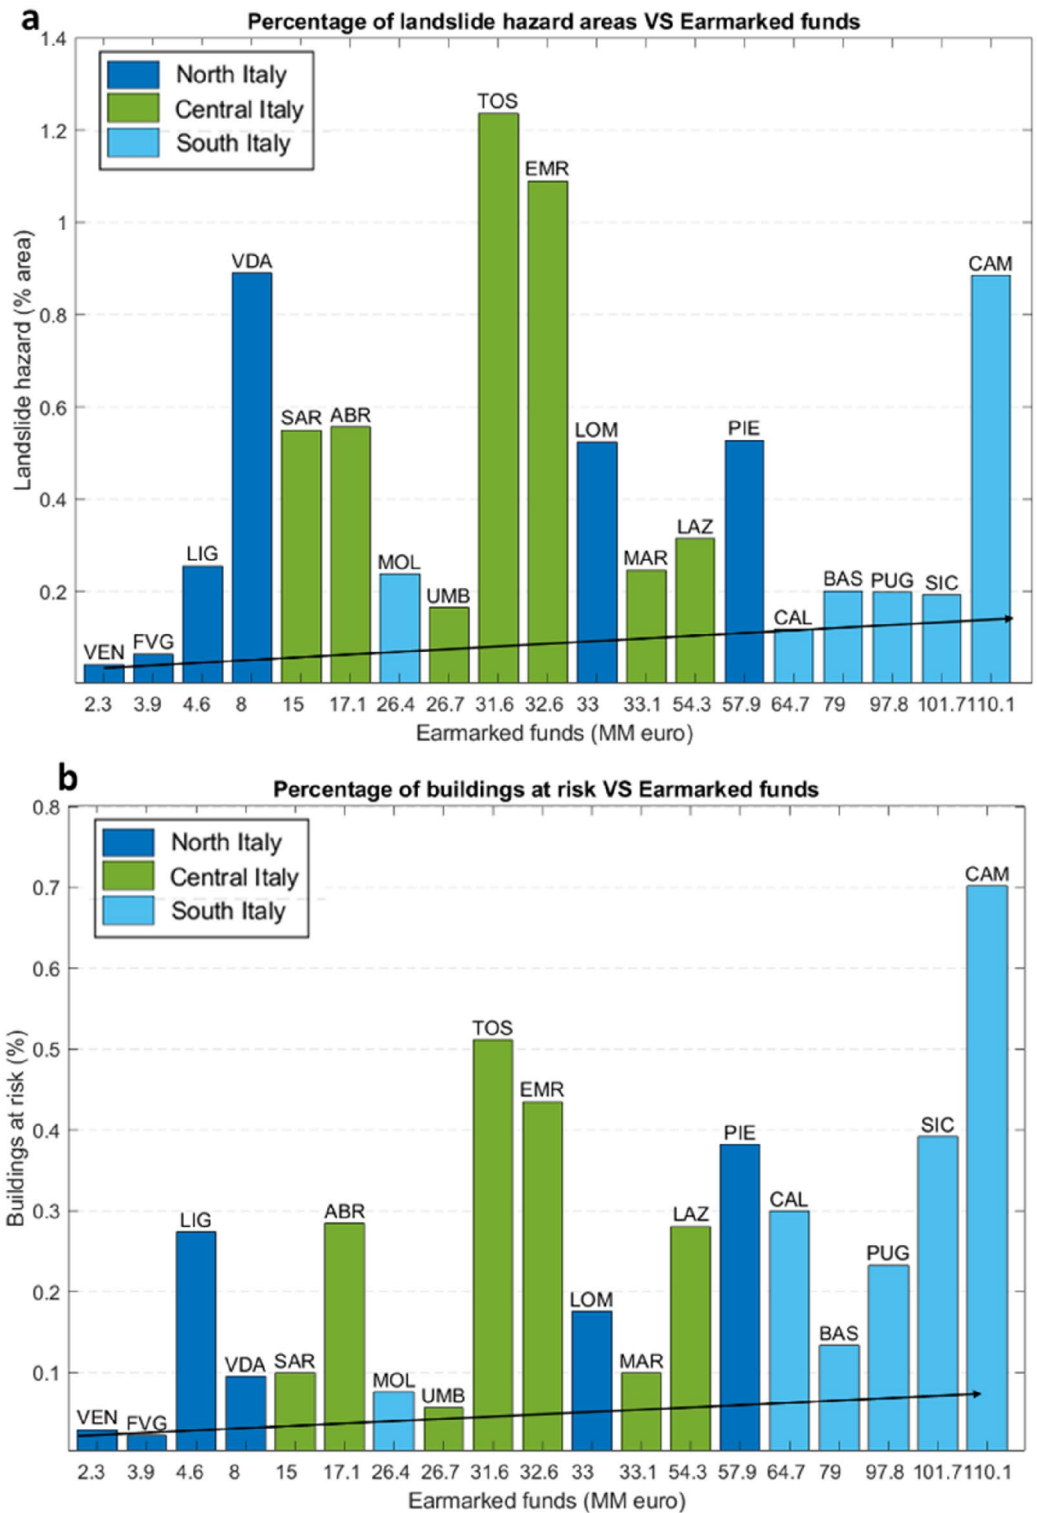 a
Percentage of landslide hazard areas VS Earmarked funds
1.4
1.2
1
0.8
0.6
0.4
0.2
Landslide hazard (% area)
North Italy
Central Italy
South Italy
VEN
FVG
LIG
VDA
SAR
ABR
MOL
UMB
TOS
EMR
LOM
MAR
LAZ
PIE
CAL
BAS
PUG
SIC
CAM
2.3 3.9 4.6 8 15 17.1 26.4 26.7 31.6 32.6 33 33.1 54.3 57.9 64.7 79 97.8 101.7 110.1
Earmarked funds (MM euro)
b
Percentage of buildings at risk VS Earmarked funds
0.8
0.7
0.6
0.5
0.4
0.3
0.2
0.1
Buildings at risk (%)
North Italy
Central Italy
South Italy
VEN
FVG
LIG
VDA
SAR
ABR
MOL
UMB
TOS
EMR
LOM
MAR
LAZ
PIE
CAL
BAS
PUG
SIC
CAM
2.3 3.9 4.6 8 15 17.1 26.4 26.7 31.6 32.6 33 33.1 54.3 57.9 64.7 79 97.8 101.7 110.1
Earmarked funds (MM euro)